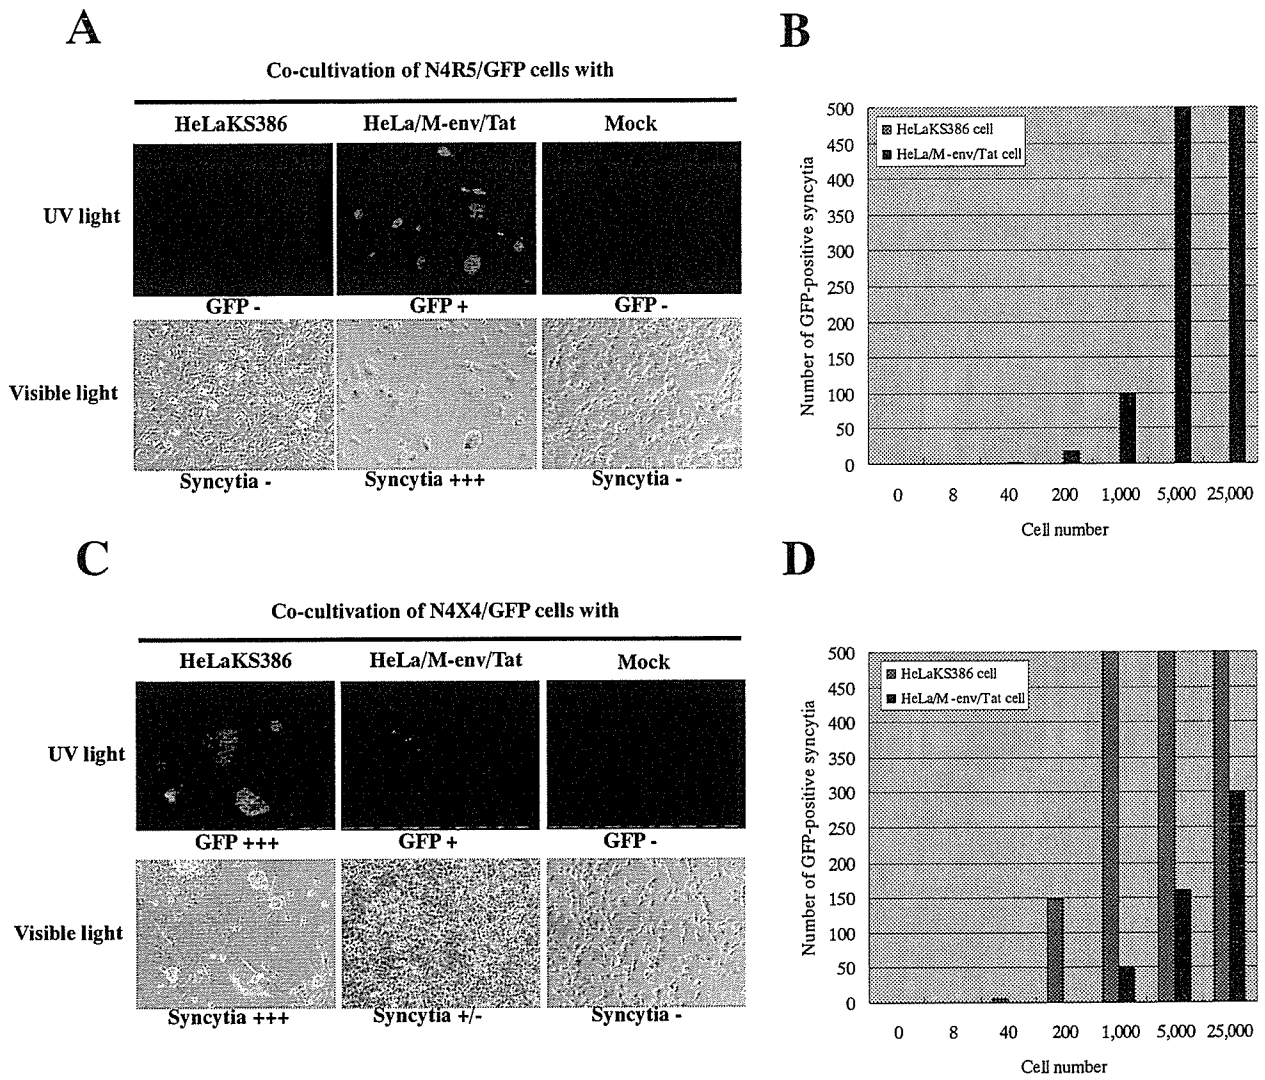 A
Co-cultivation of N4R5/GFP cells with
HeLaKS386 HeLa/M-env/Tat Mock
UV light
GFP - GFP + GFP -
Visible light
Syncytia - Syncytia +++ Syncytia -
B
Number of GFP-positive syncytia
500
450
400
350
300
250
200
150
100
50
0
HeLaKS386 cell
HeLa/M-env/Tat cell
0 8 40 200 1,000 5,000 25,000
Cell number
C
Co-cultivation of N4X4/GFP cells with
HeLaKS386 HeLa/M-env/Tat Mock
UV light
GFP +++ GFP + GFP -
Visible light
Syncytia +++ Syncytia +/- Syncytia -
D
Number of GFP-positive syncytia
500
450
400
350
300
250
200
150
100
50
0
HeLaKS386 cell
HeLa/M-env/Tat cell
0 8 40 200 1,000 5,000 25,000
Cell number